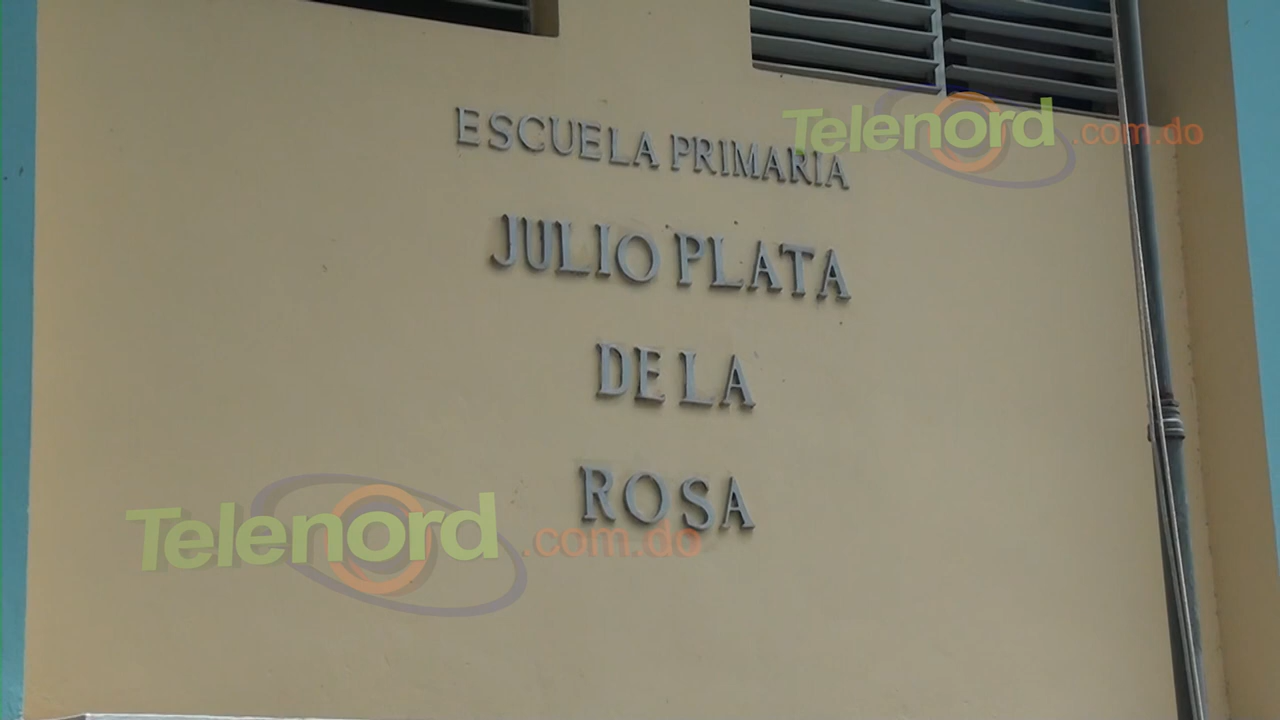 ESCUELA PRIMARIA
JULIO PLATA
DE LA
ROSA
Telenord.com.do
Telenord.com.do